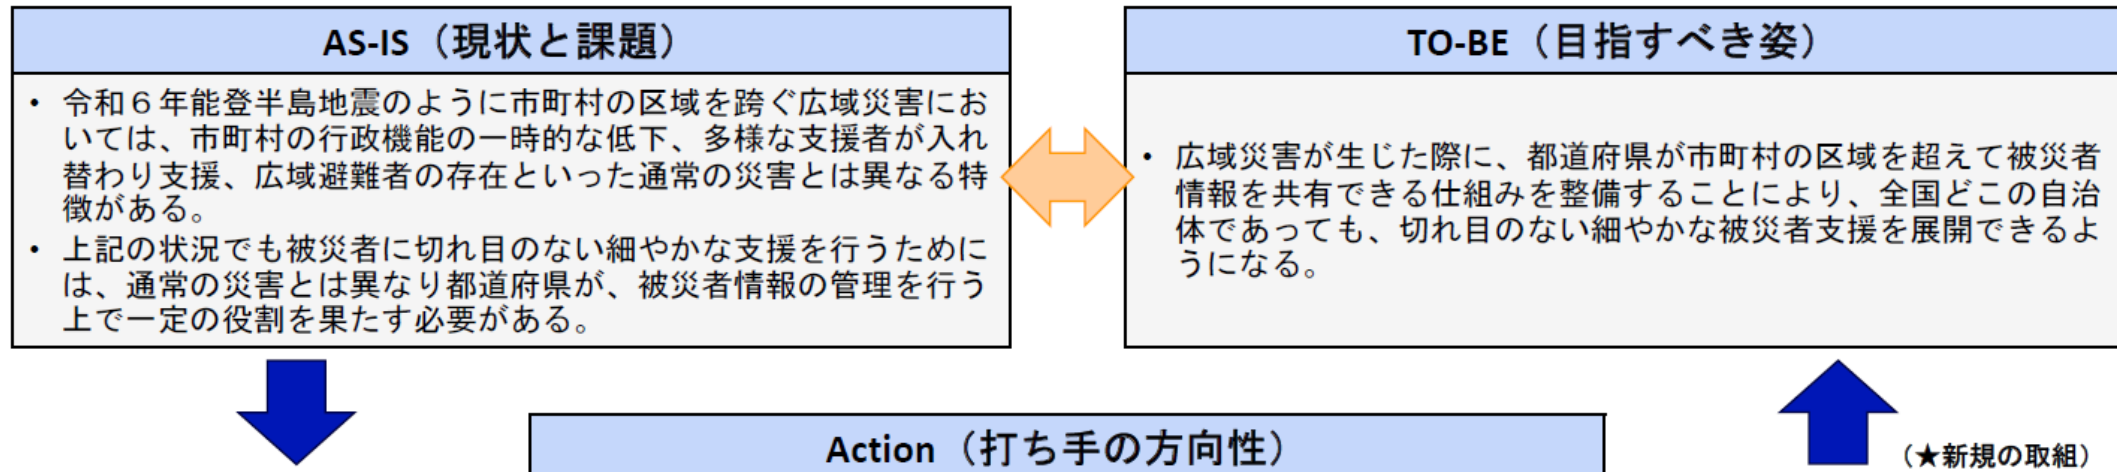 AS-IS（現状と課題）
• 令和６年能登半島地震のように市町村の区域を跨ぐ広域災害にお
いては、市町村の行政機能の一時的な低下、多様な支援者が入れ
替わり支援、広域避難者の存在といった通常の災害とは異なる特
徴がある。
• 上記の状況でも被災者に切れ目のない細やかな支援を行うために
は、通常の災害とは異なり都道府県が、被災者情報の管理を行う
上で一定の役割を果たす必要がある。
TO-BE（目指すべき姿）
• 広域災害が生じた際に、都道府県が市町村の区域を超えて被災者
情報を共有できる仕組みを整備することにより、全国どこの自治
体であっても、切れ目のない細やかな被災者支援を展開できるよ
うになる。
Action（打ち手の方向性）
（★新規の取組）